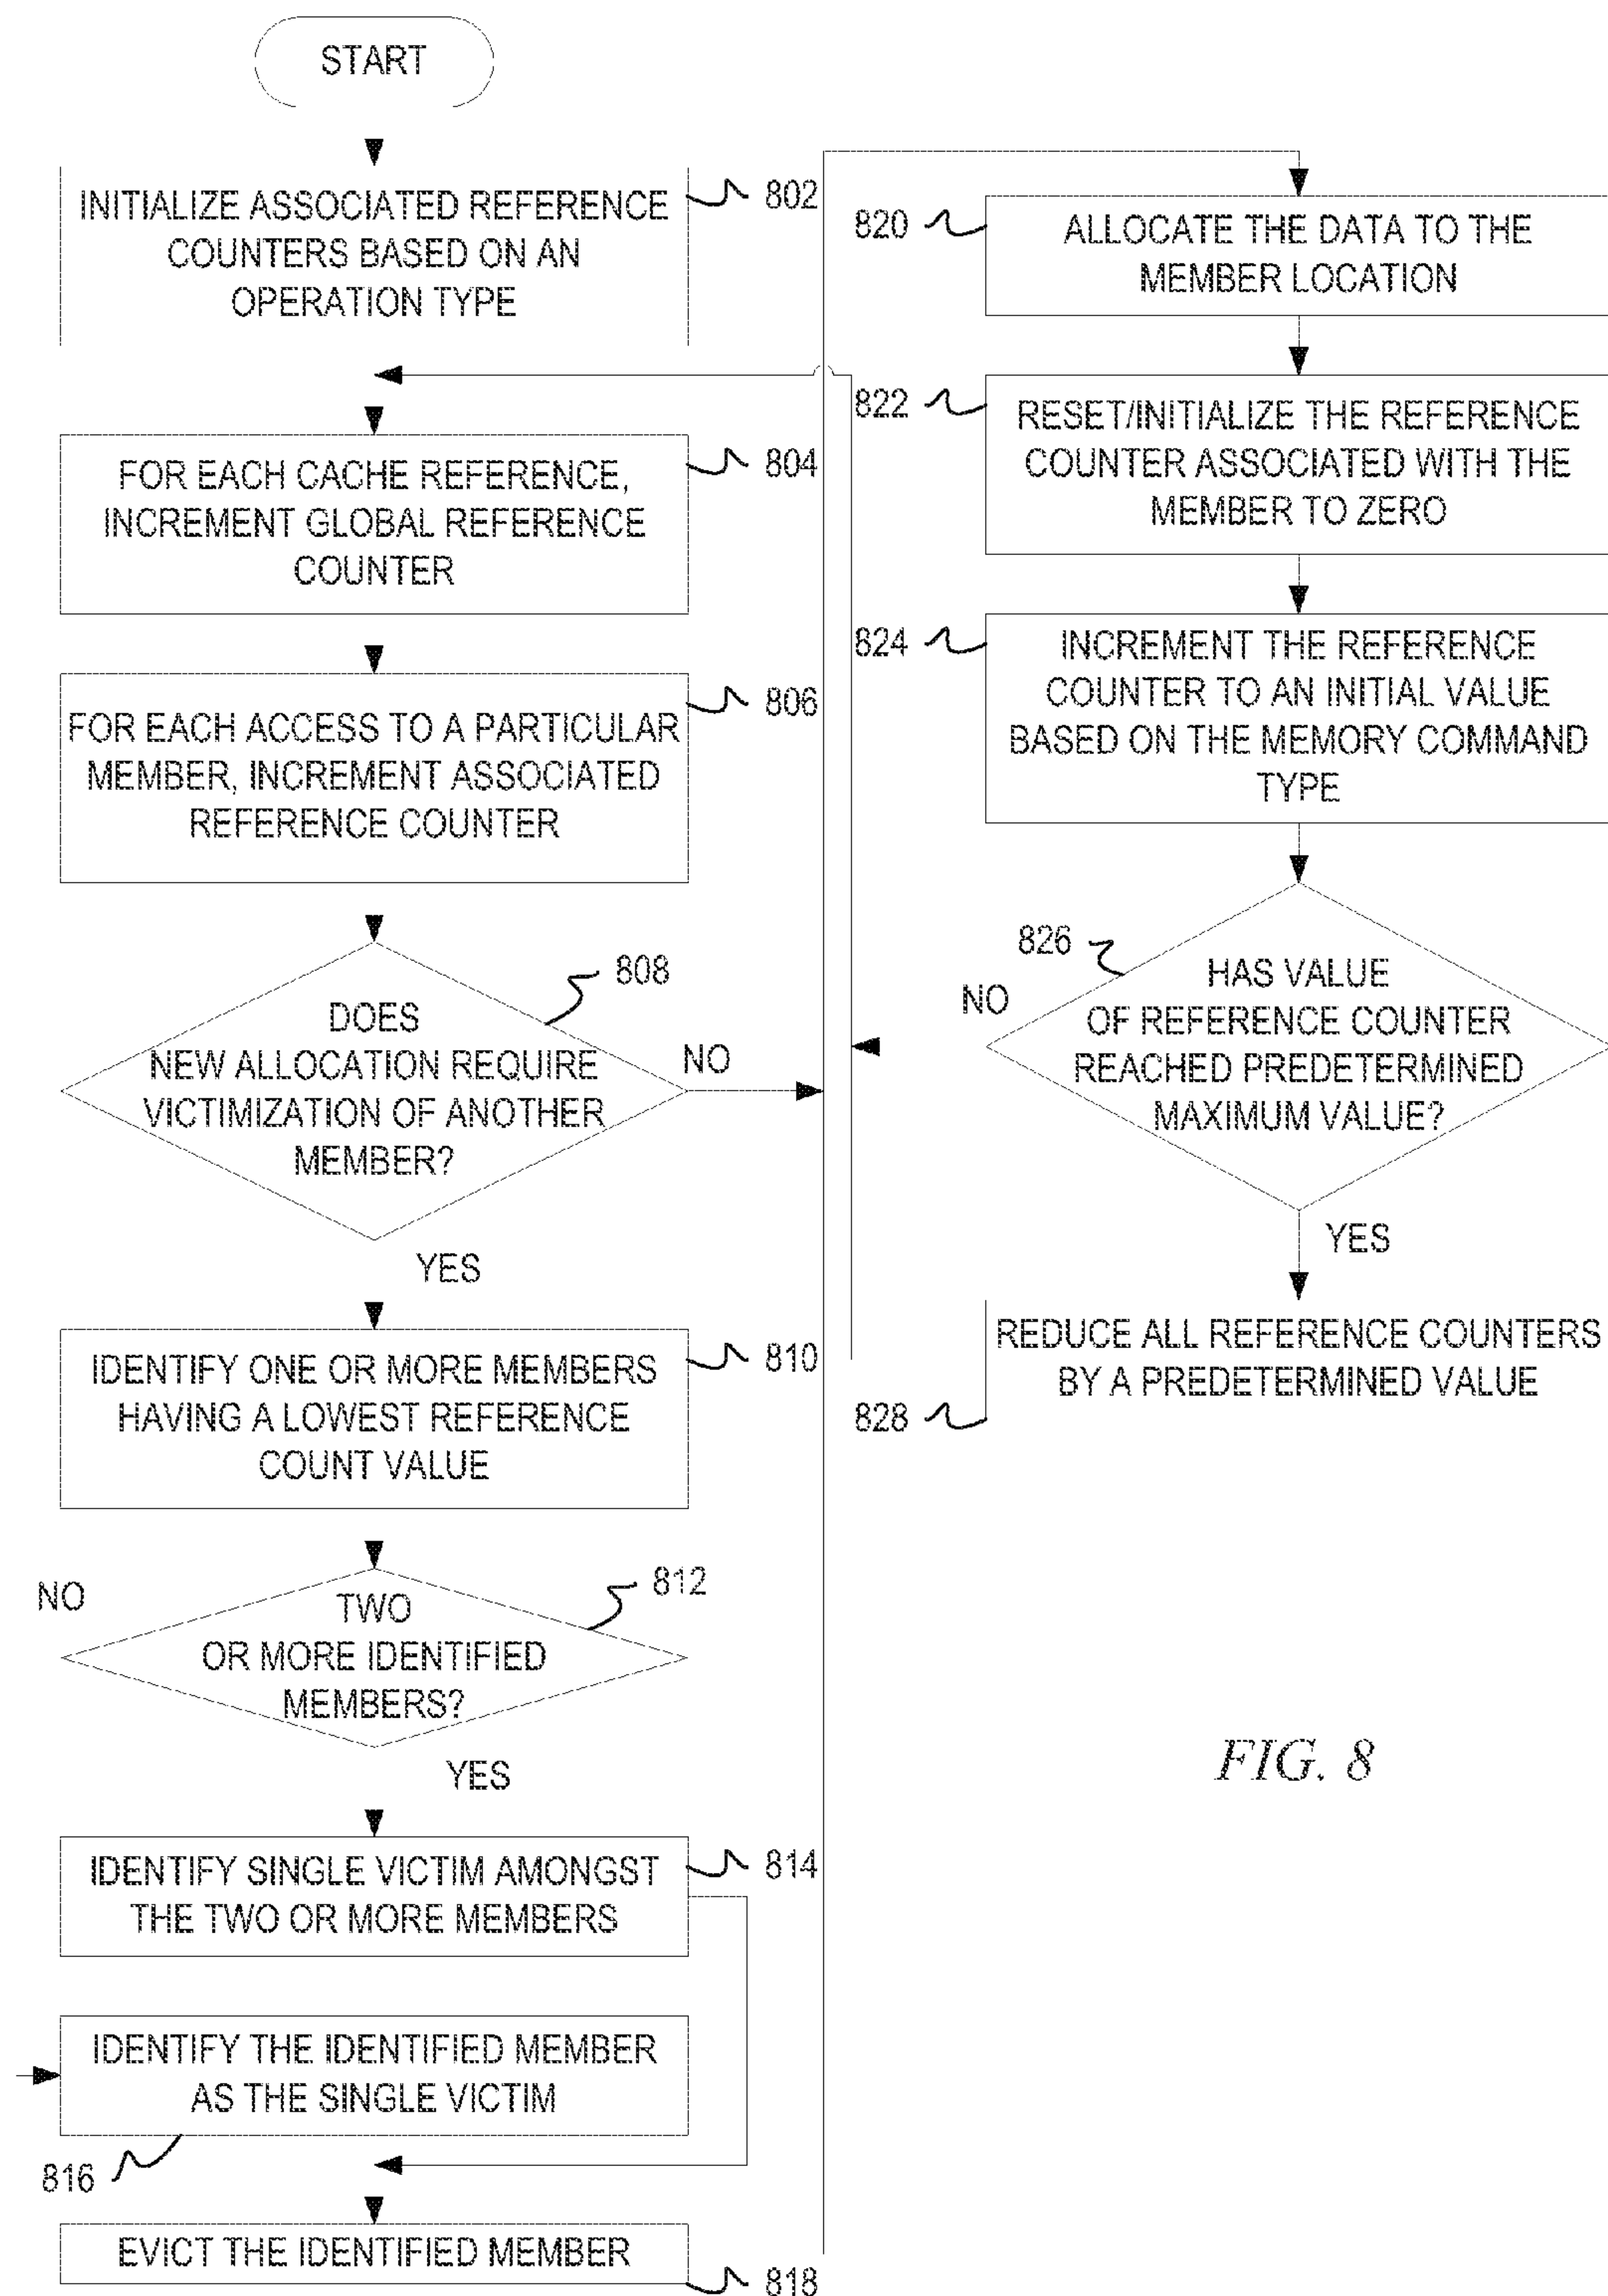 START
INITIALIZE ASSOCIATED REFERENCE
COUNTERS BASED ON AN
OPERATION TYPE
802
FOR EACH CACHE REFERENCE,
INCREMENT GLOBAL REFERENCE
COUNTER
804
FOR EACH ACCESS TO A PARTICULAR
MEMBER, INCREMENT ASSOCIATED
REFERENCE COUNTER
806
DOES
NEW ALLOCATION REQUIRE
VICTIMIZATION OF ANOTHER
MEMBER?
808
NO
YES
IDENTIFY ONE OR MORE MEMBERS
HAVING A LOWEST REFERENCE
COUNT VALUE
810
NO
TWO
OR MORE IDENTIFIED
MEMBERS?
812
YES
IDENTIFY SINGLE VICTIM AMONGST
THE TWO OR MORE MEMBERS
814
IDENTIFY THE IDENTIFIED MEMBER
AS THE SINGLE VICTIM
816
EVICT THE IDENTIFIED MEMBER
818
820
ALLOCATE THE DATA TO THE
MEMBER LOCATION
822
RESET/INITIALIZE THE REFERENCE
COUNTER ASSOCIATED WITH THE
MEMBER TO ZERO
824
INCREMENT THE REFERENCE
COUNTER TO AN INITIAL VALUE
BASED ON THE MEMORY COMMAND
TYPE
826
NO
HAS VALUE
OF REFERENCE COUNTER
REACHED PREDETERMINED
MAXIMUM VALUE?
YES
REDUCE ALL REFERENCE COUNTERS
BY A PREDETERMINED VALUE
828
FIG. 8